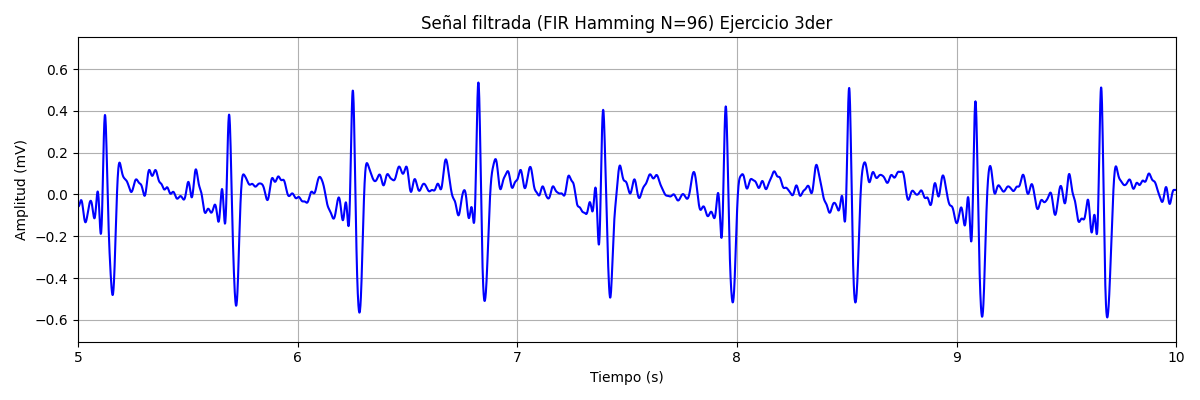 Señal filtrada (FIR Hamming N=96) Ejercicio 3der
Amplitud (mV)
0.6
0.4
0.2
0.0
−0.2
−0.4
−0.6
5 6 7 8 9 10
Tiempo (s)